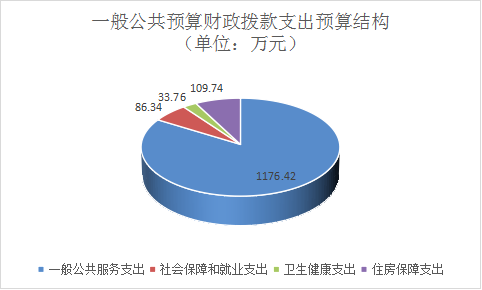 一般公共预算财政拨款支出预算结构
（单位：万元）
109.74
33.76
86.34
1176.42
一般公共服务支出 社会保障和就业支出 卫生健康支出 住房保障支出